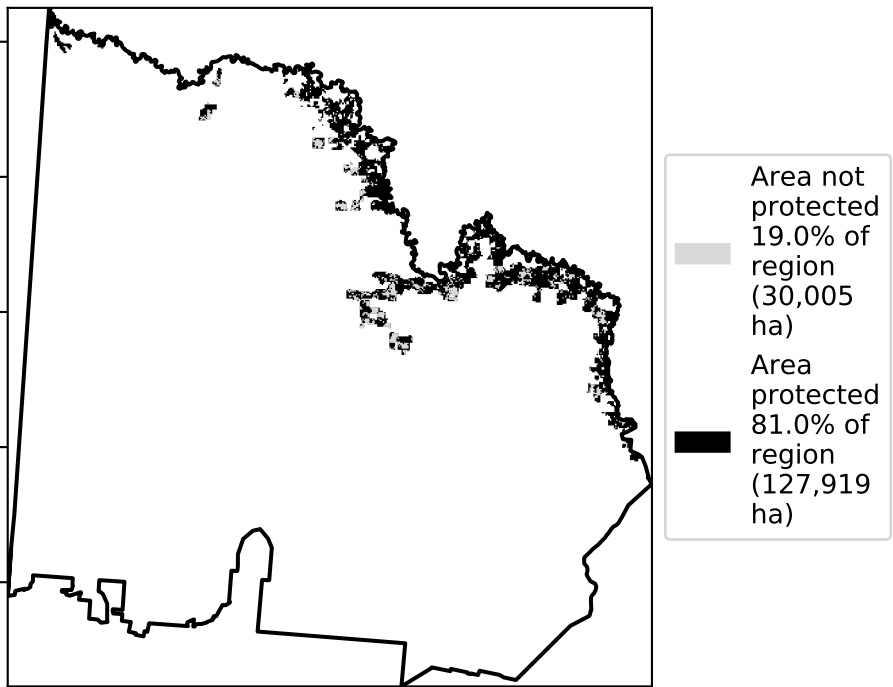 Area not
protected
19.0% of
region
(30,005
ha)
Area
protected
81.0% of
region
(127,919
ha)